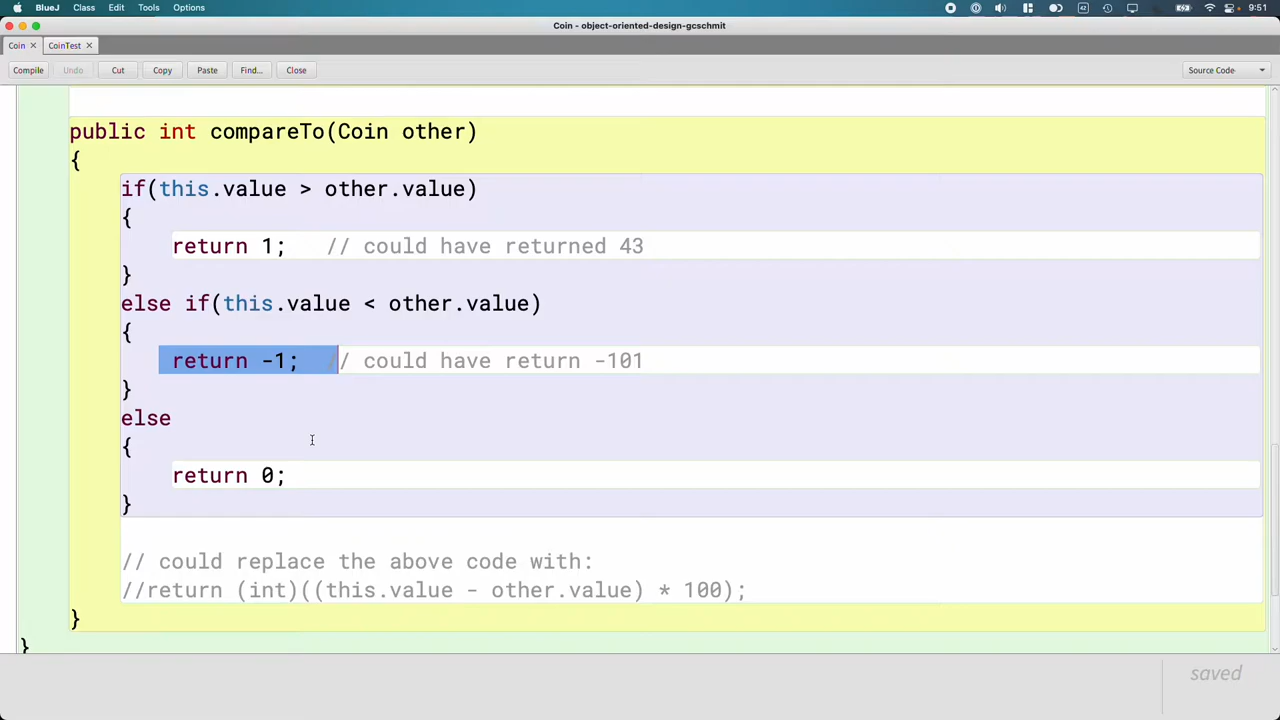 BlueJ Class Edit Tools Options 9:51
Coin - object-oriented-design-gcschmit
Coin CoinTest
Compile Undo Cut Copy Paste Find... Close Source Code
public int compareTo(Coin other)
{
if(this.value > other.value)
{
return 1; // could have returned 43
}
else if(this.value < other.value)
{
return -1; // could have return -101
}
else
{
return 0;
}
// could replace the above code with:
//return (int)((this.value - other.value) * 100);
}
}
saved